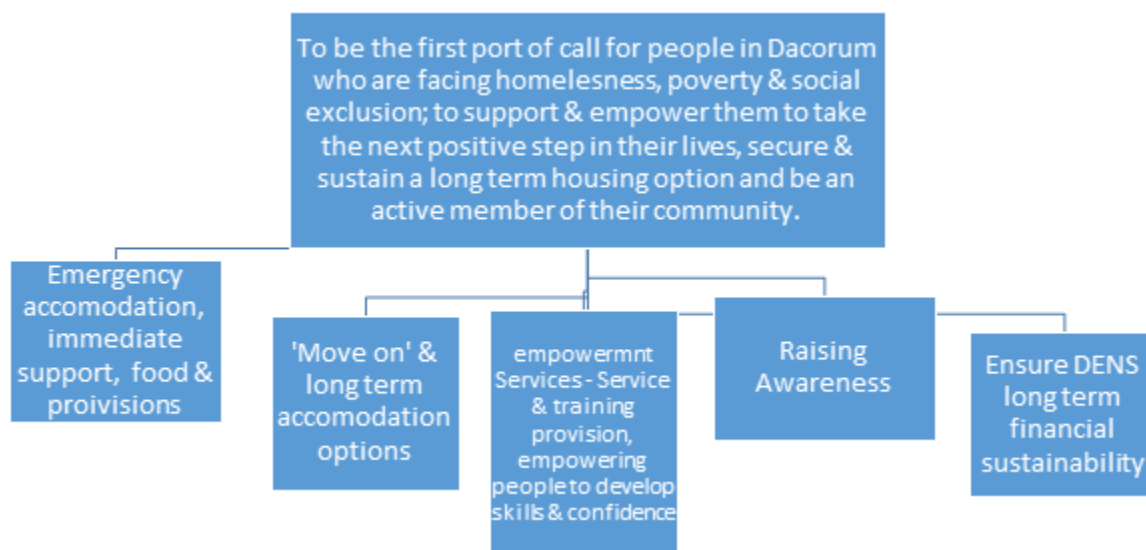 To be the first port of call for people in Dacorum
who are facing homelesness, poverty & social
exclusion; to support & empower them to take
the next positive step in their lives, secure &
sustain a long term housing option and be an
active member of their community.
Emergency
accomodation,
immediate
support, food &
proivisions
'Move on' &
long term
accomodation
options
empowermnt
Services - Service
& training
provision,
empowering
people to develop
skills & confidence
Raising
Awareness
Ensure DENS
long term
financial
sustainability